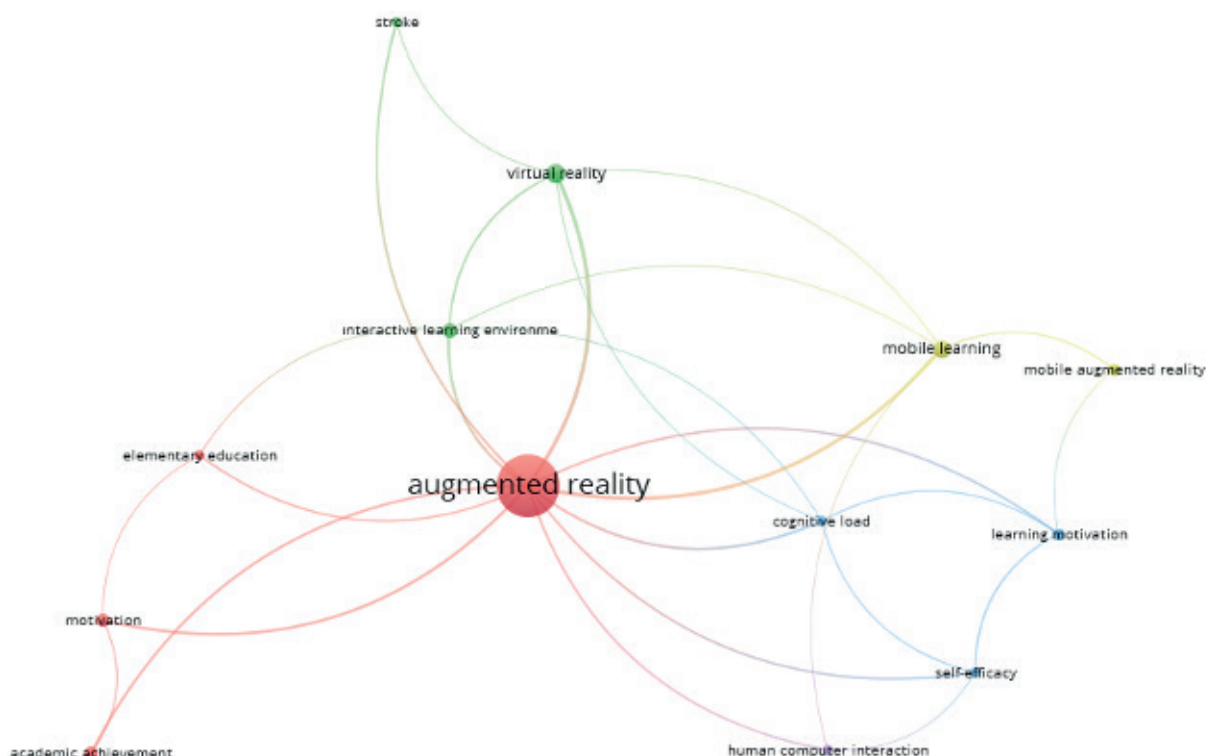 stroke
virtual reality
interactive learning environme
mobile learning
mobile augmented reality
elementary education
augmented reality
cognitive load
learning motivation
motivation
self-efficacy
academic achievement
human computer interaction